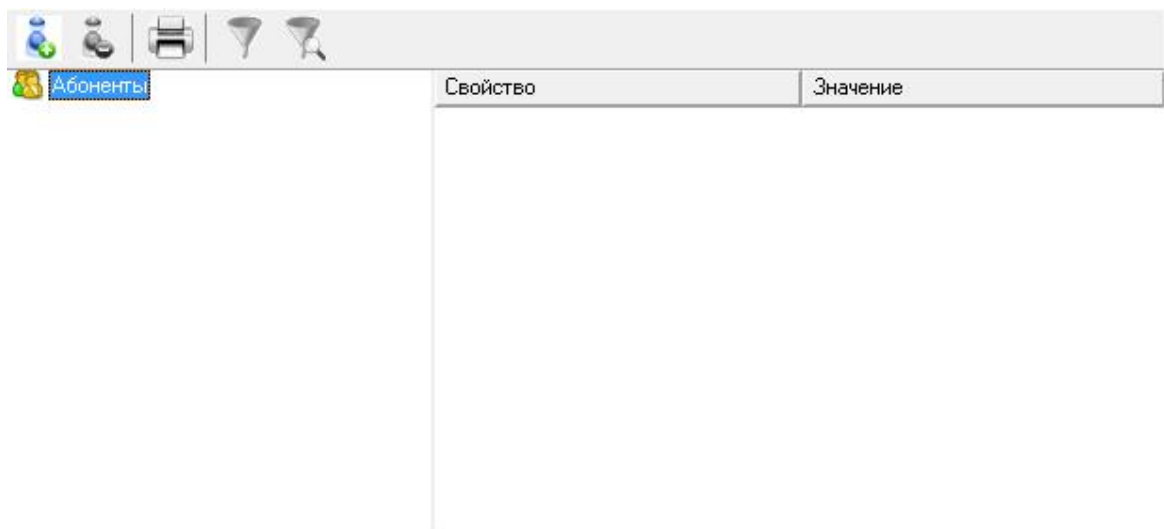 Абоненты
Свойство
Значение